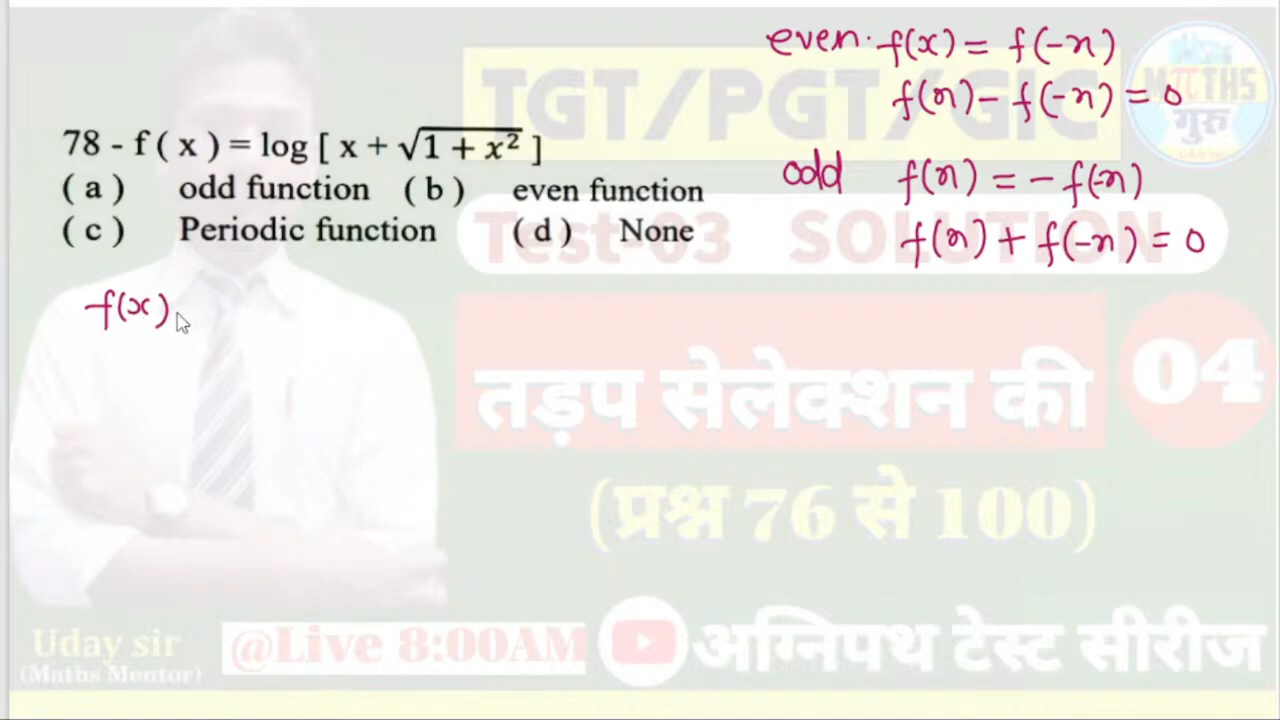 even. f(x) = f(-x)
f(x) - f(-x) = 0
TGT/PGT/GIC
MπTHS
गुरु
78 - f ( x ) = log [ x + √1 + x² ]
odd f(x) = - f(-x)
( a ) odd function ( b ) even function
( c ) Periodic function ( d ) None
Test-03 SOLUTION
f(x) + f(-x) = 0
f(x)
तड़प सेलेक्शन की
04
(प्रश्न 76 से 100)
Uday sir
(Maths Mentor)
@Live 8:00AM
अग्निपथ टेस्ट सीरीज